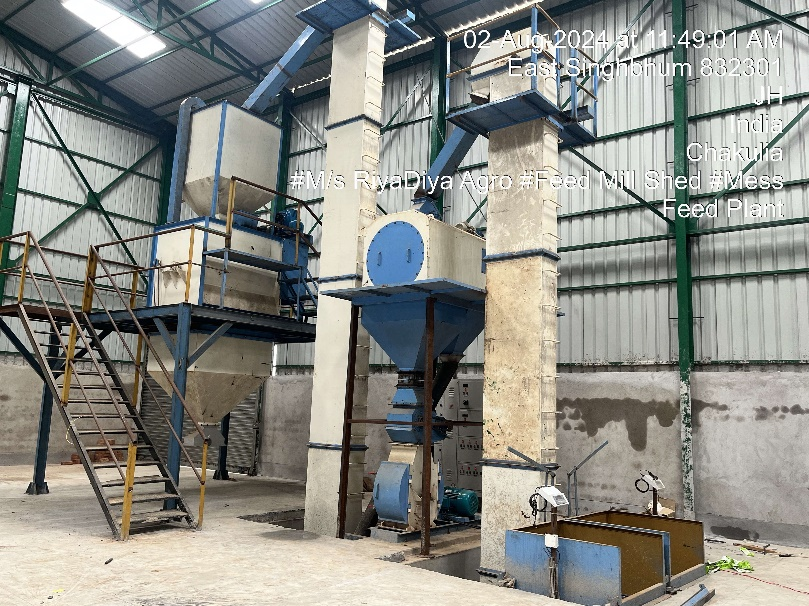 02 Aug 2024 at 11:49:01 AM
East Singhbhum 832301
JH
India
Chakulia
#M/s RiyaDiya Agro #Feed Mill Shed #Mess
Feed Plant